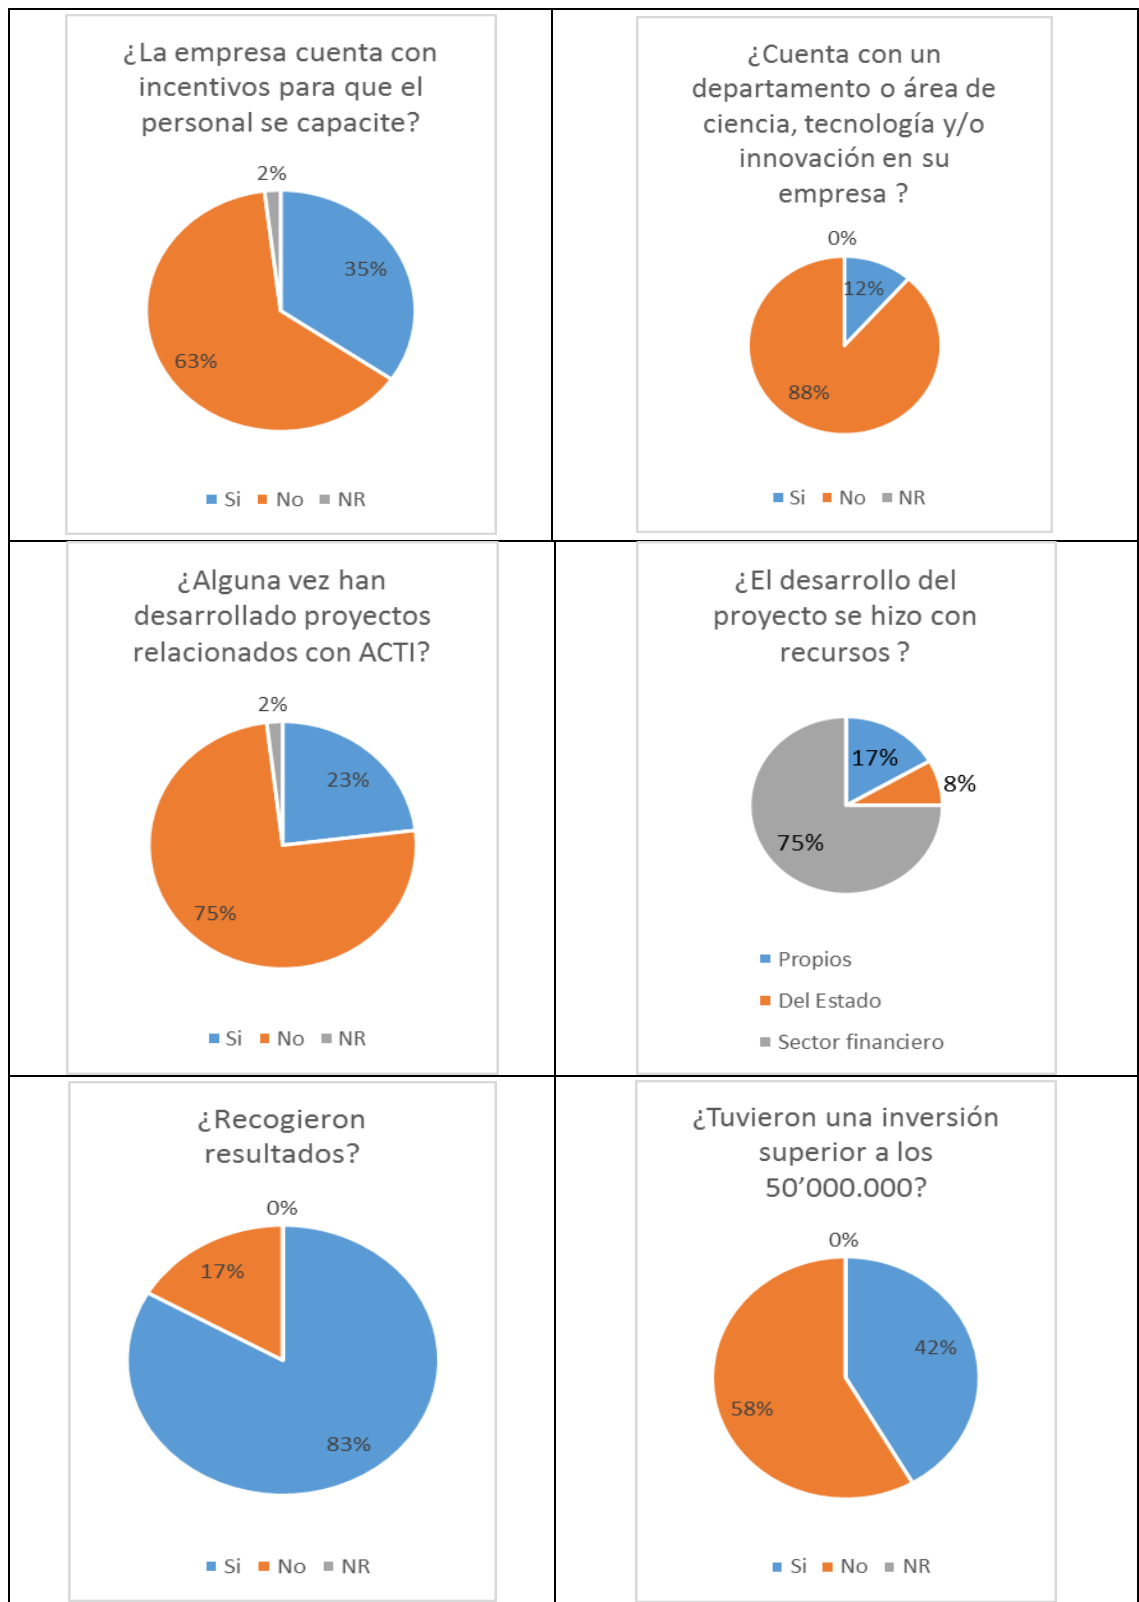 ¿La empresa cuenta con
incentivos para que el
personal se capacite?
2%
35%
63%
Si No NR
¿Cuenta con un
departamento o área de
ciencia, tecnología y/o
innovación en su
empresa ?
0%
12%
88%
Si No NR
¿Alguna vez han
desarrollado proyectos
relacionados con ACTI?
2%
23%
75%
Si No NR
¿El desarrollo del
proyecto se hizo con
recursos ?
17%
8%
75%
Propios
Del Estado
Sector financiero
¿Recogieron
resultados?
0%
17%
83%
Si No NR
¿Tuvieron una inversión
superior a los
50’000.000?
0%
42%
58%
Si No NR